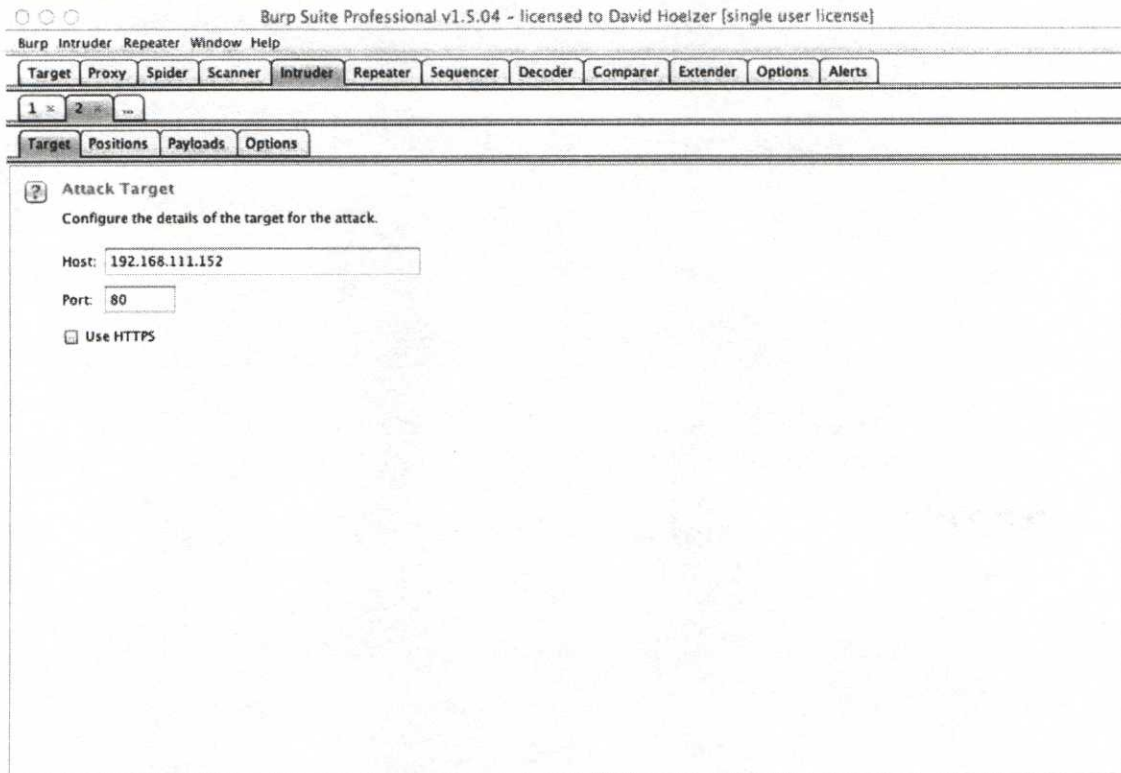 Burp Suite Professional v1.5.04 - licensed to David Hoelzer [single user license]
Burp Intruder Repeater Window Help
Target Proxy Spider Scanner Intruder Repeater Sequencer Decoder Comparer Extender Options Alerts
1 × 2 × ...
Target Positions Payloads Options
? Attack Target
Configure the details of the target for the attack.
Host: 192.168.111.152
Port: 80
Use HTTPS